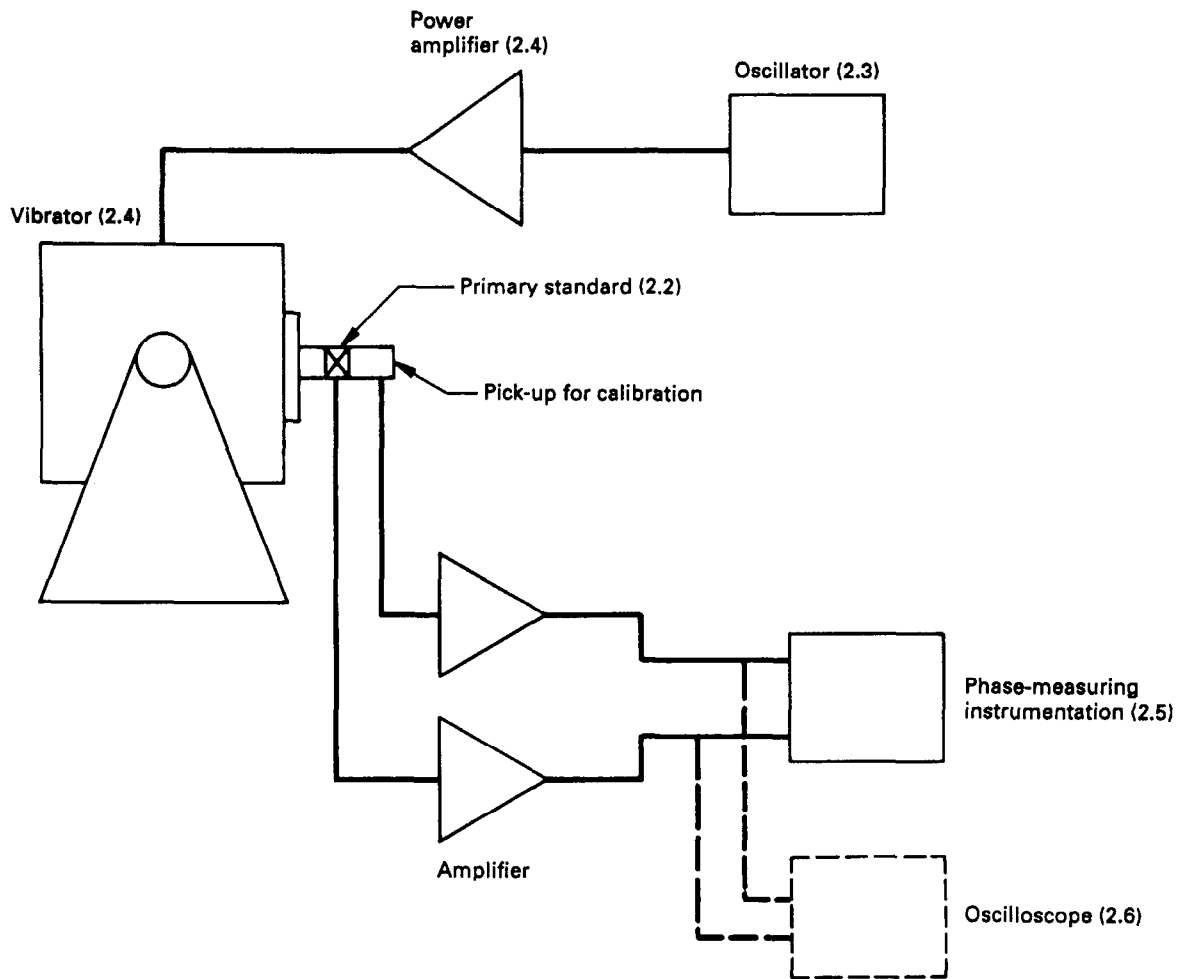 Power
amplifier (2.4)
Oscillator (2.3)
Vibrator (2.4)
Primary standard (2.2)
Pick-up for calibration
Phase-measuring
instrumentation (2.5)
Amplifier
Oscilloscope (2.6)